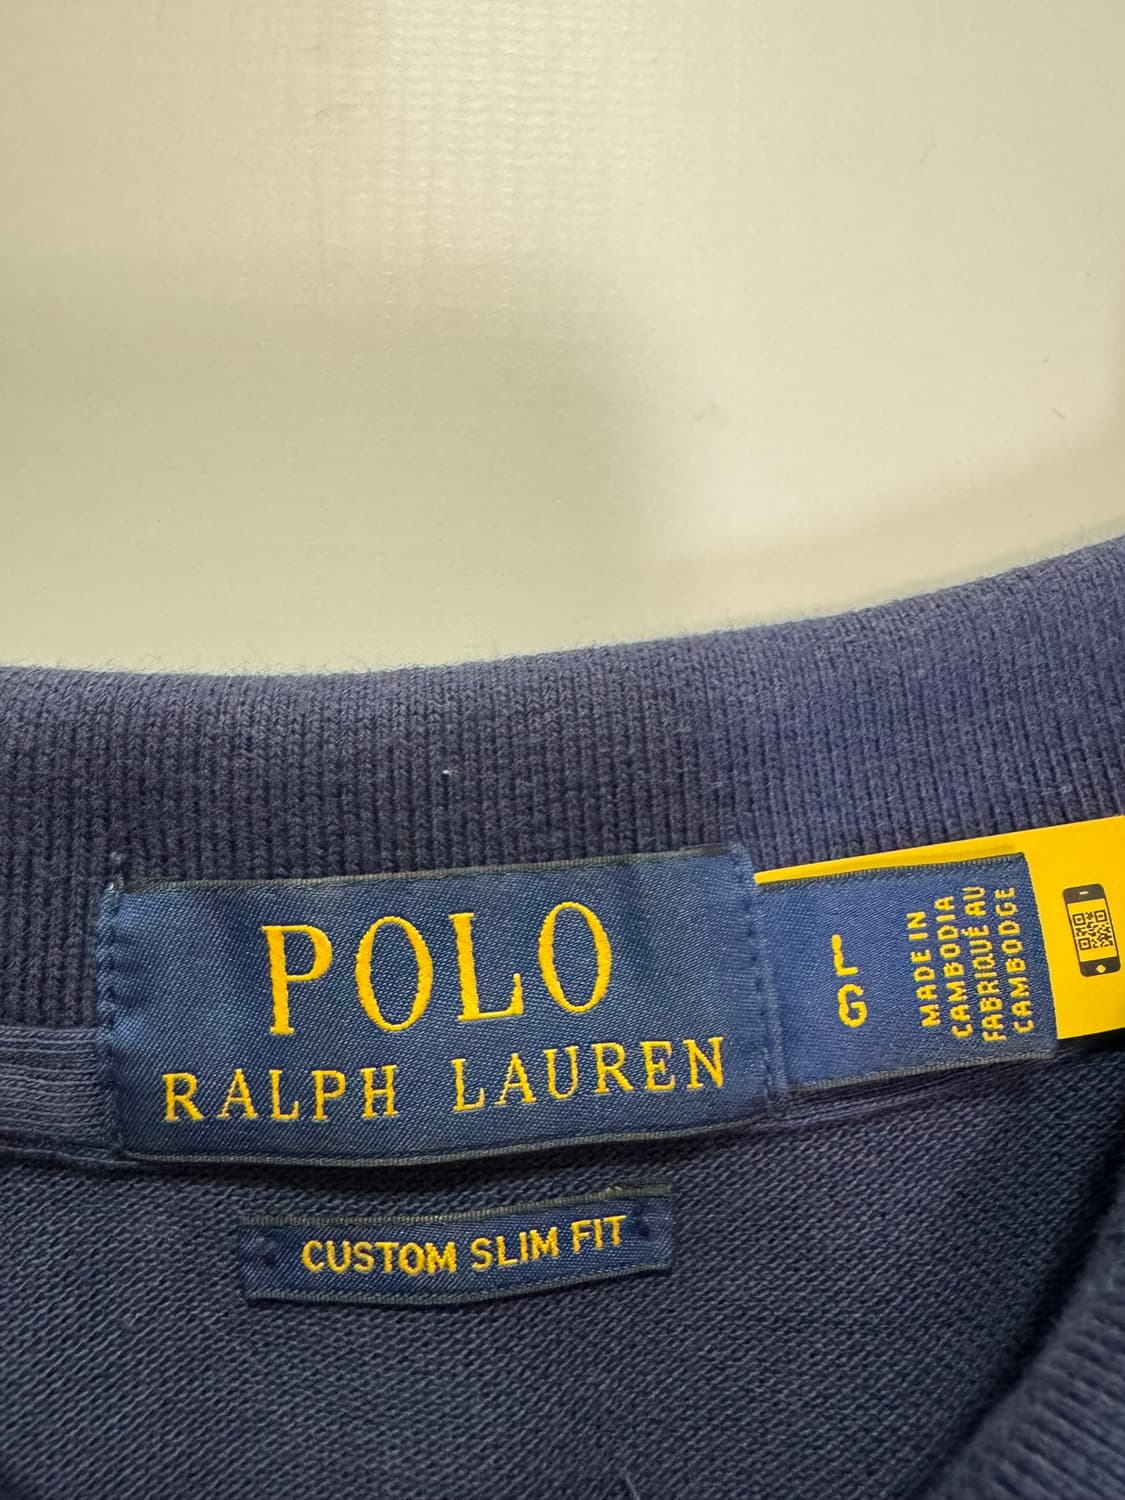 POLO
RALPH LAUREN
L
G
MADE IN
CAMBODIA
FABRIQUÉ AU
CAMBODGE
CUSTOM SLIM FIT